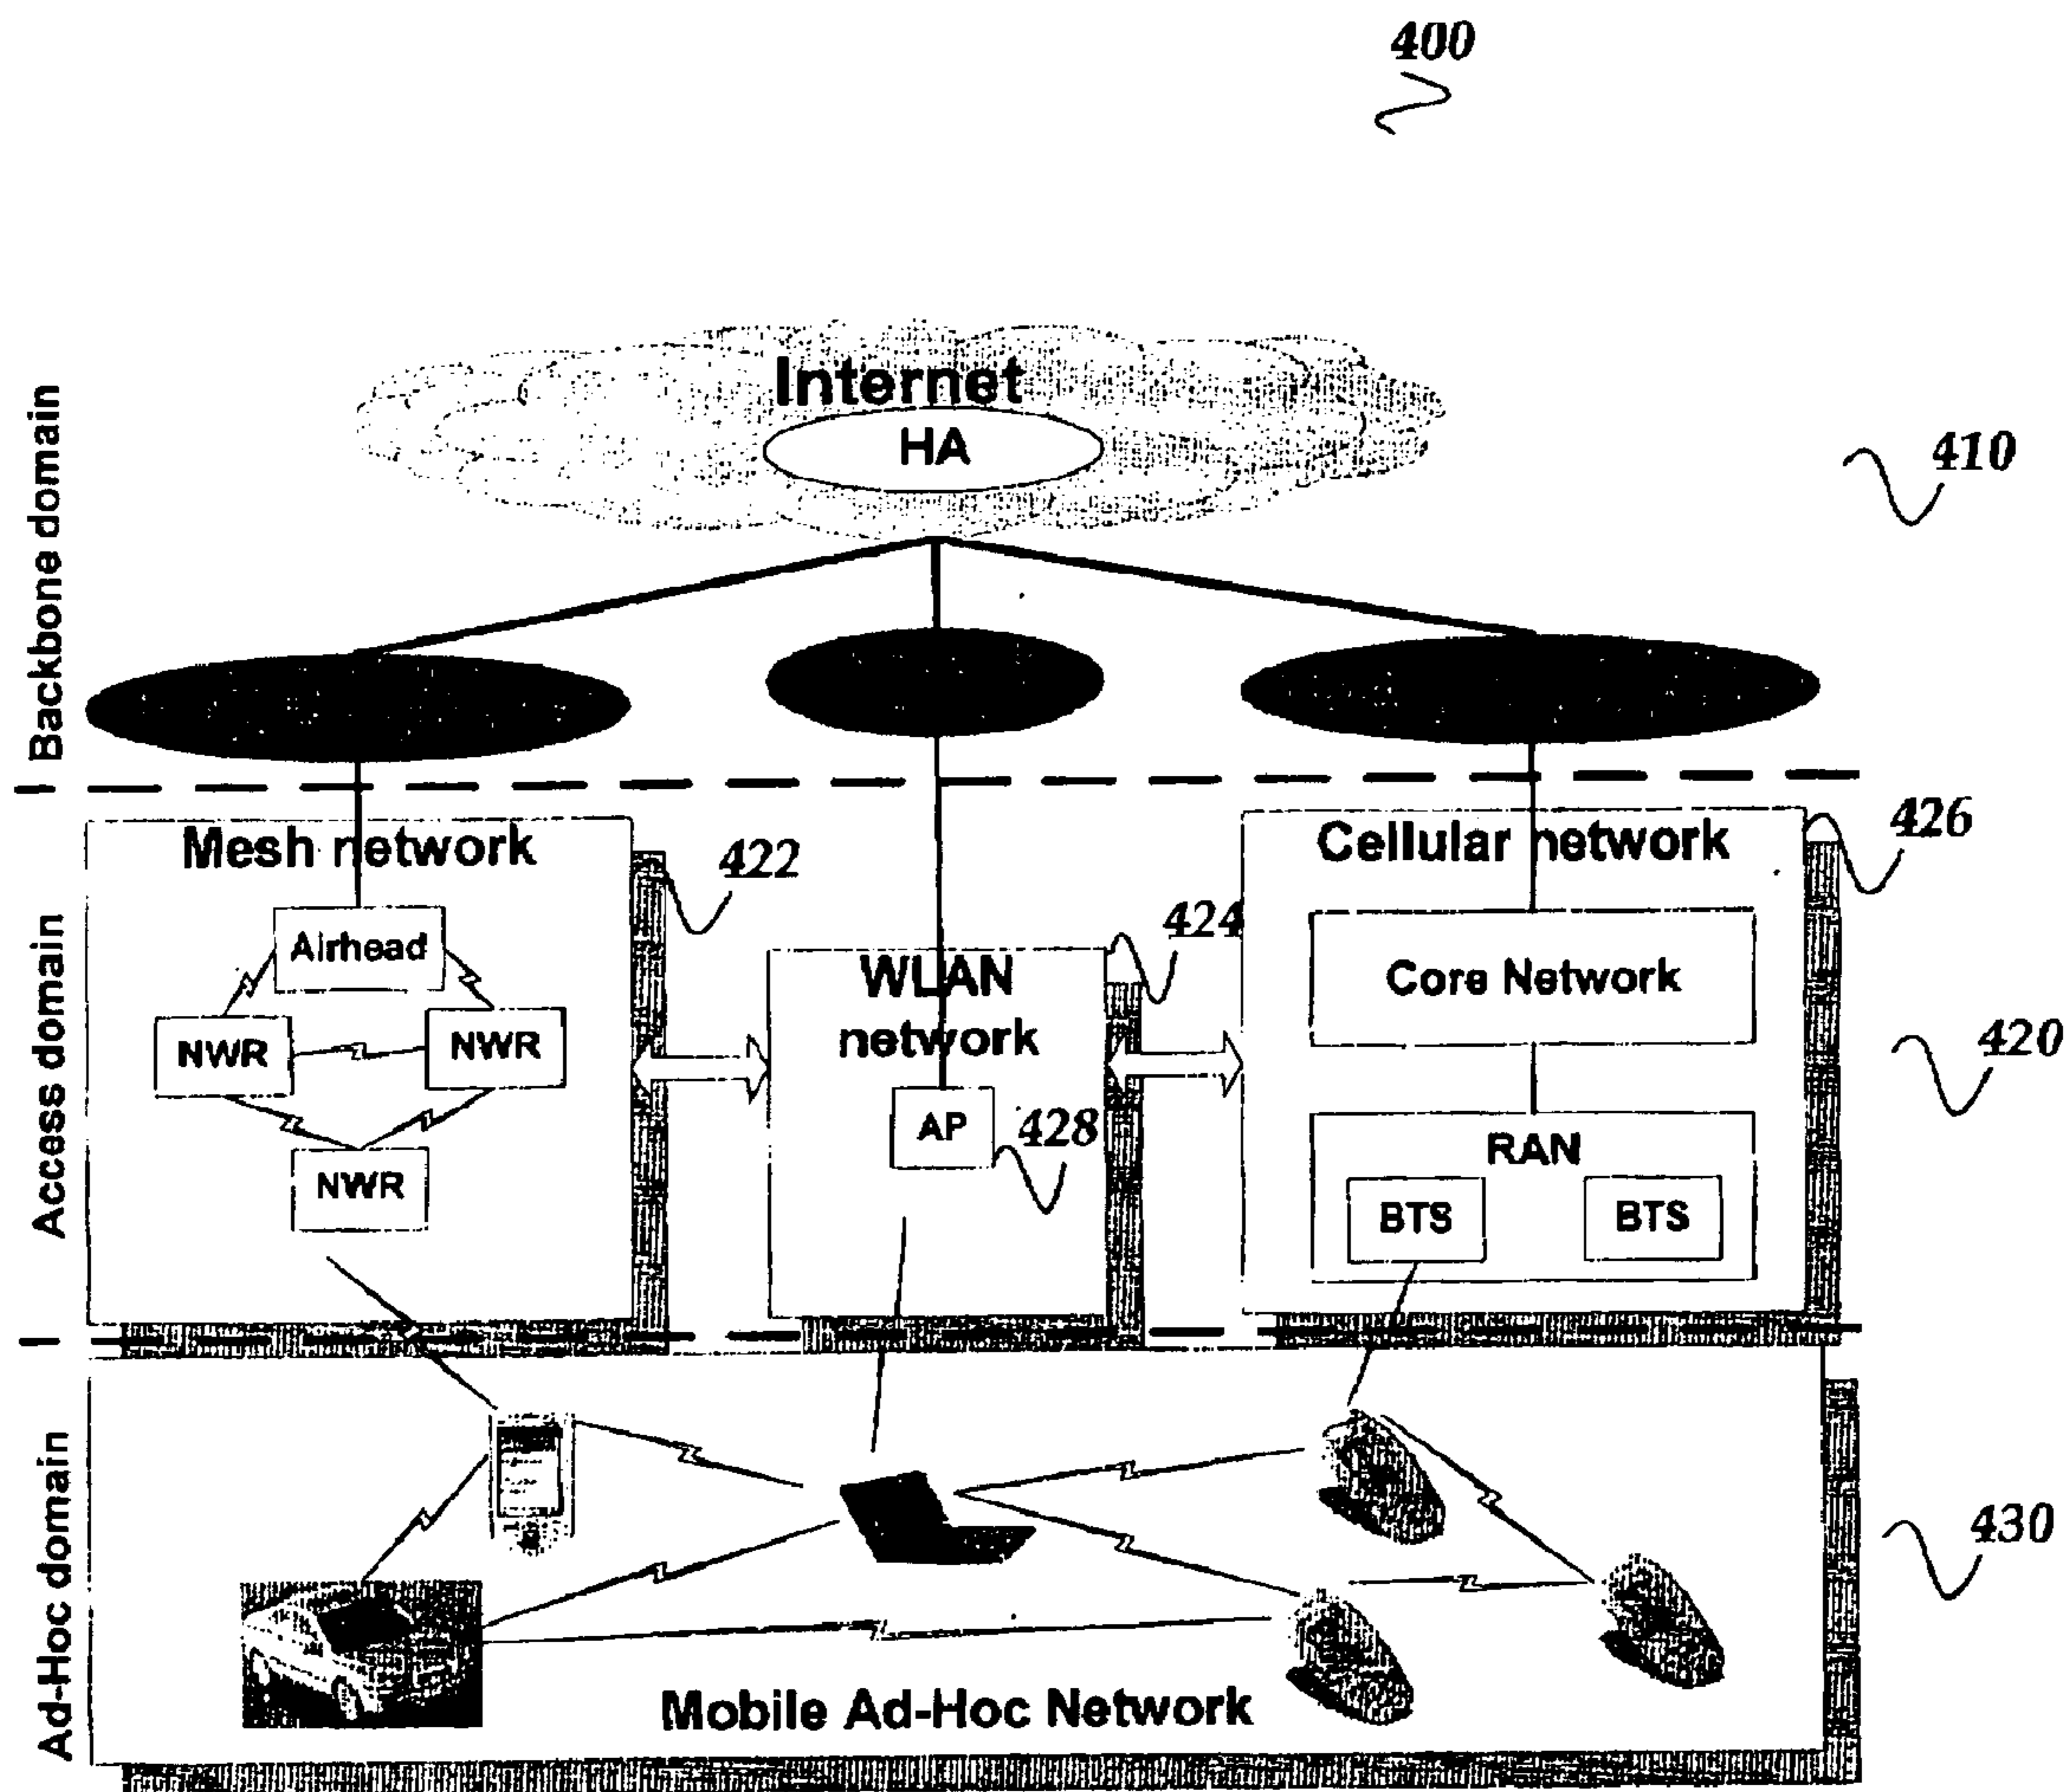 400
Backbone domain
Internet
HA
410
Mesh network
422
Airhead
NWR
NWR
NWR
WLAN
network
424
AP
428
Cellular network
426
Core Network
RAN
BTS
BTS
Access domain
420
Ad-Hoc domain
430
Mobile Ad-Hoc Network